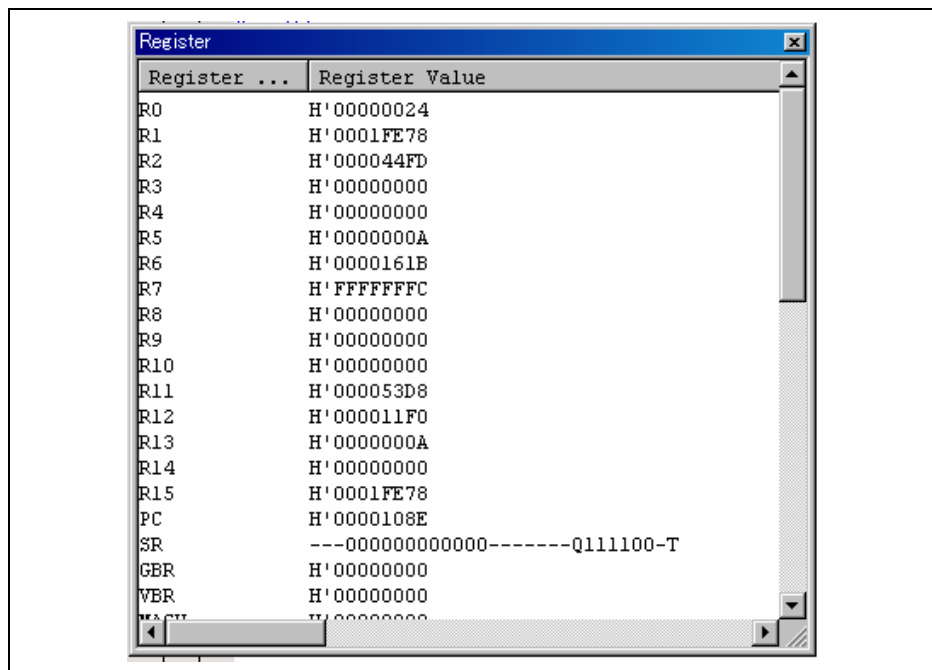 Register
Register ... Register Value
R0 H'00000024
R1 H'0001FE78
R2 H'000044FD
R3 H'00000000
R4 H'00000000
R5 H'0000000A
R6 H'0000161B
R7 H'FFFFFFFC
R8 H'00000000
R9 H'00000000
R10 H'00000000
R11 H'000053D8
R12 H'000011F0
R13 H'0000000A
R14 H'00000000
R15 H'0001FE78
PC H'0000108E
SR ---000000000000-------Q111100-T
GBR H'00000000
VBR H'00000000